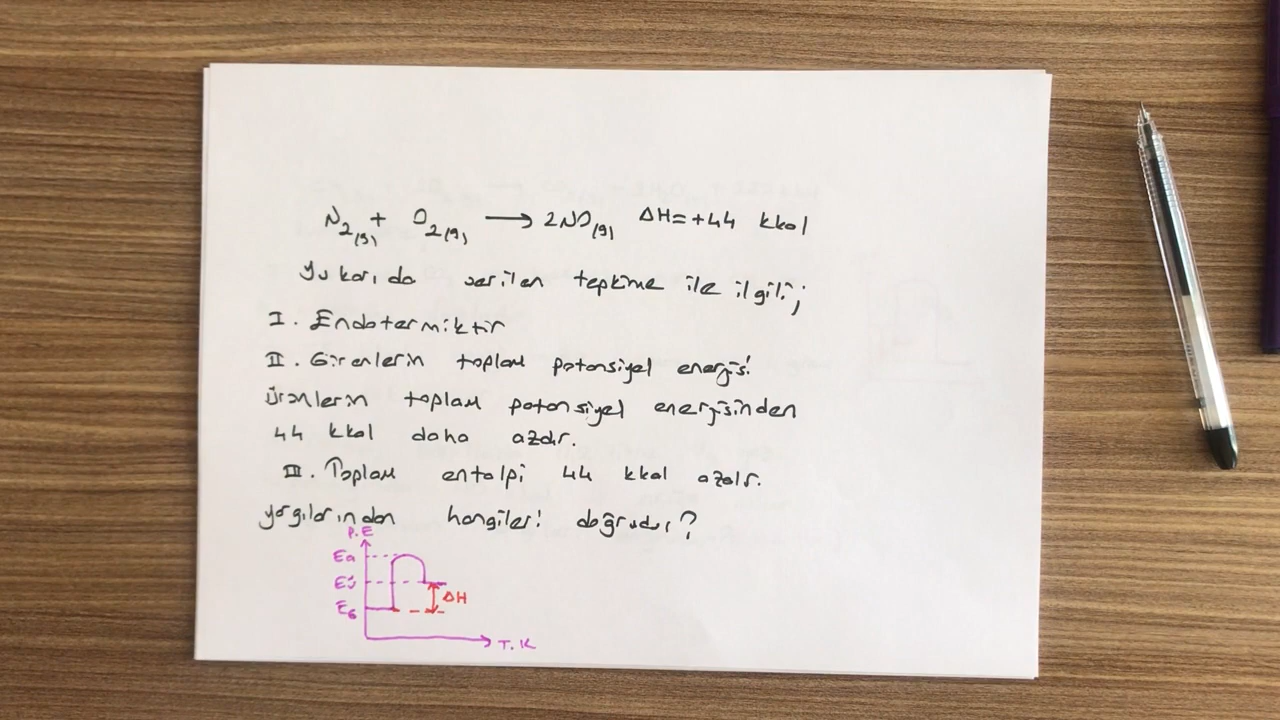 N2(g) + O2(g) → 2NO(g) ΔH=+44 kkal
Yukarıda verilen tepkime ile ilgili;
I. Endotermiktir
II. Girenlerin toplam potansiyel enerjisi
ürünlerin toplam potansiyel enerjisinden
44 kkal daha azdır.
III. Toplam entalpi 44 kkal azalır.
yargılarından hangileri doğrudur?
P.E
Ea
Eü
EG
ΔH
T.K